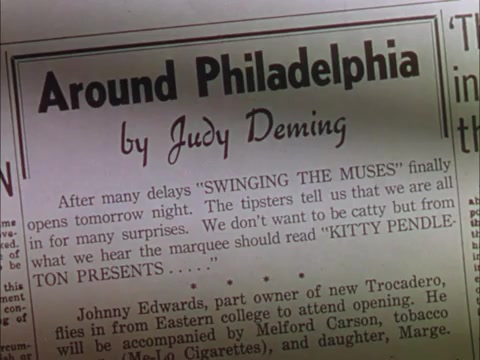 Around Philadelphia
by Judy Deming
After many delays "SWINGING THE MUSES" finally
opens tomorrow night. The tipsters tell us that we are all
in for many surprises. We don't want to be catty but from
what we hear the marquee should read "KITTY PENDLE-
TON PRESENTS . . . . ."
* * * *
Johnny Edwards, part owner of new Trocadero,
flies in from Eastern college to attend opening. He
will be accompanied by Melford Carson, tobacco
(Me-Lo Cigarettes), and daughter, Marge.